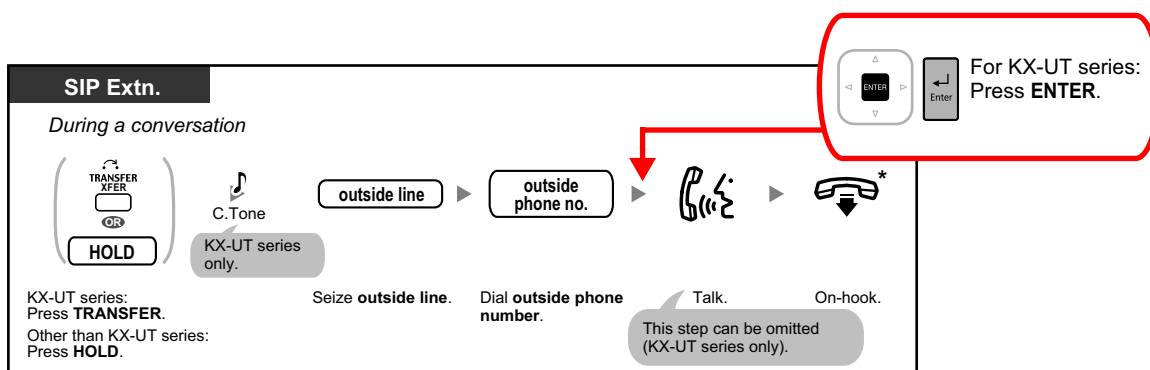 For KX-UT series:
Press ENTER.
ENTER
Enter
SIP Extn.
During a conversation
TRANSFER
XFER
OR
HOLD
C.Tone
KX-UT series
only.
outside line
outside
phone no.
*
KX-UT series:
Press TRANSFER.
Other than KX-UT series:
Press HOLD.
Seize outside line.
Dial outside phone
number.
Talk.
This step can be omitted
(KX-UT series only).
On-hook.